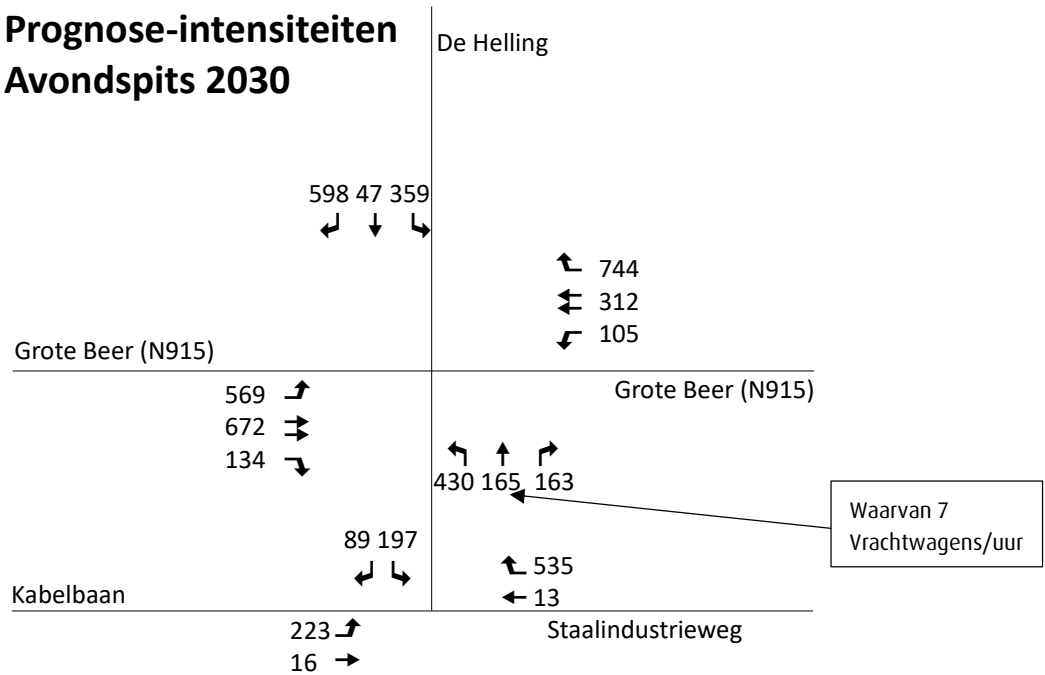 Prognose-intensiteiten
Avondspits 2030
De Helling
598 47 359
744
312
105
Grote Beer (N915)
Grote Beer (N915)
569
672
134
430 165 163
Waarvan 7
Vrachtwagens/uur
89 197
535
13
Kabelbaan
Staalindustrieweg
223
16